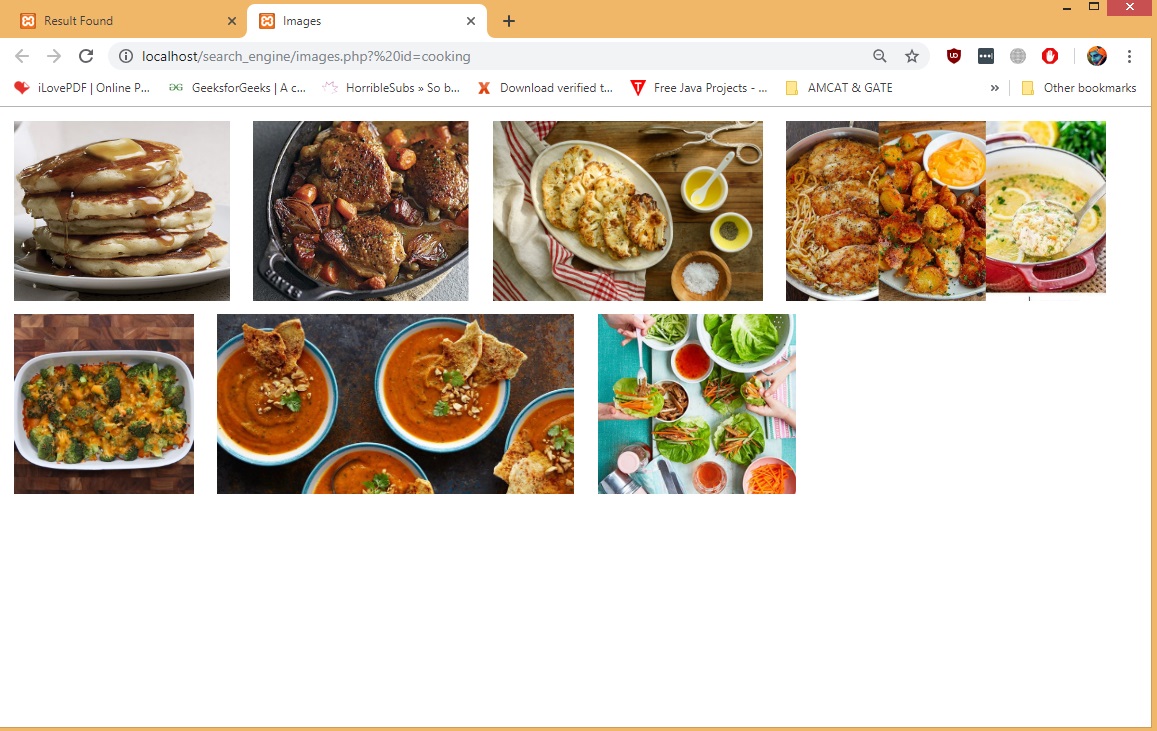 Result Found
Images
localhost/search_engine/images.php?%20id=cooking
iLovePDF | Online P...
GeeksforGeeks | A c...
HorribleSubs » So b...
Download verified t...
Free Java Projects - ...
AMCAT & GATE
»
Other bookmarks